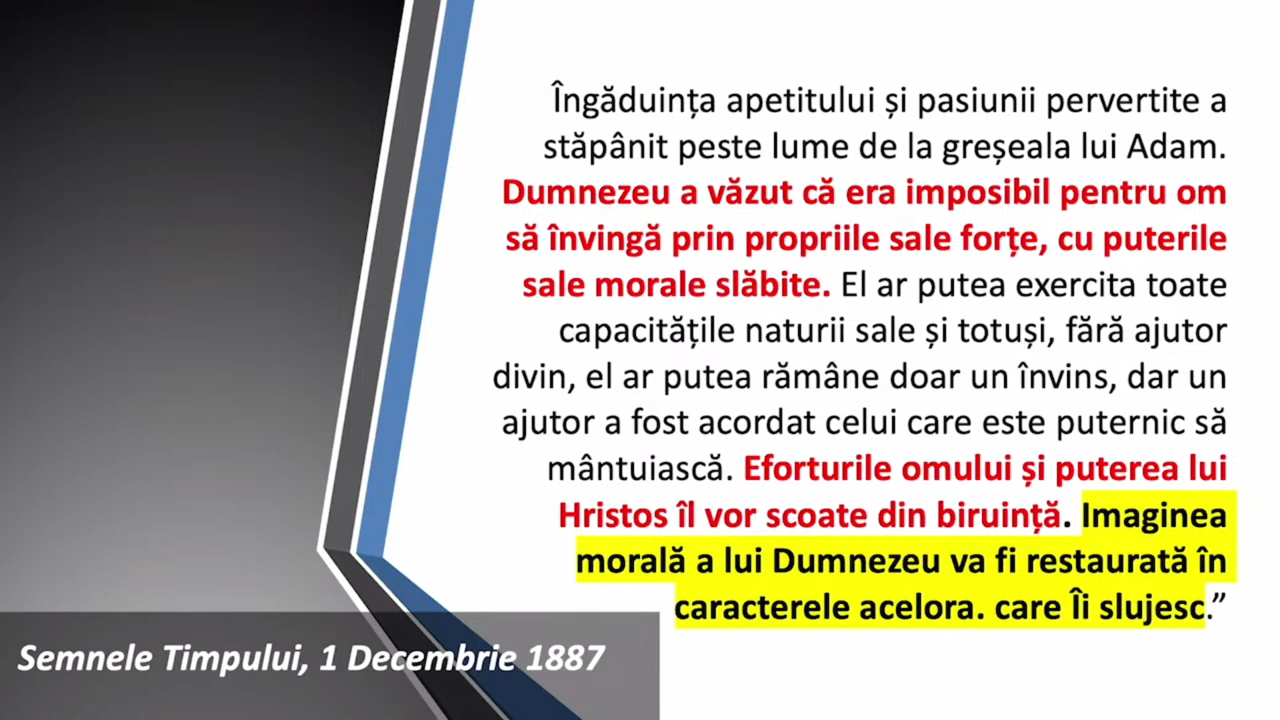 Îngăduința apetitului și pasiunii pervertite a
stăpânit peste lume de la greșeala lui Adam.
Dumnezeu a văzut că era imposibil pentru om
să învingă prin propriile sale forțe, cu puterile
sale morale slăbite. El ar putea exercita toate
capacitățile naturii sale și totuși, fără ajutor
divin, el ar putea rămâne doar un învins, dar un
ajutor a fost acordat celui care este puternic să
mântuiască. Eforturile omului și puterea lui
Hristos îl vor scoate din biruință. Imaginea
morală a lui Dumnezeu va fi restaurată în
caracterele acelora. care Îi slujesc.”
Semnele Timpului, 1 Decembrie 1887